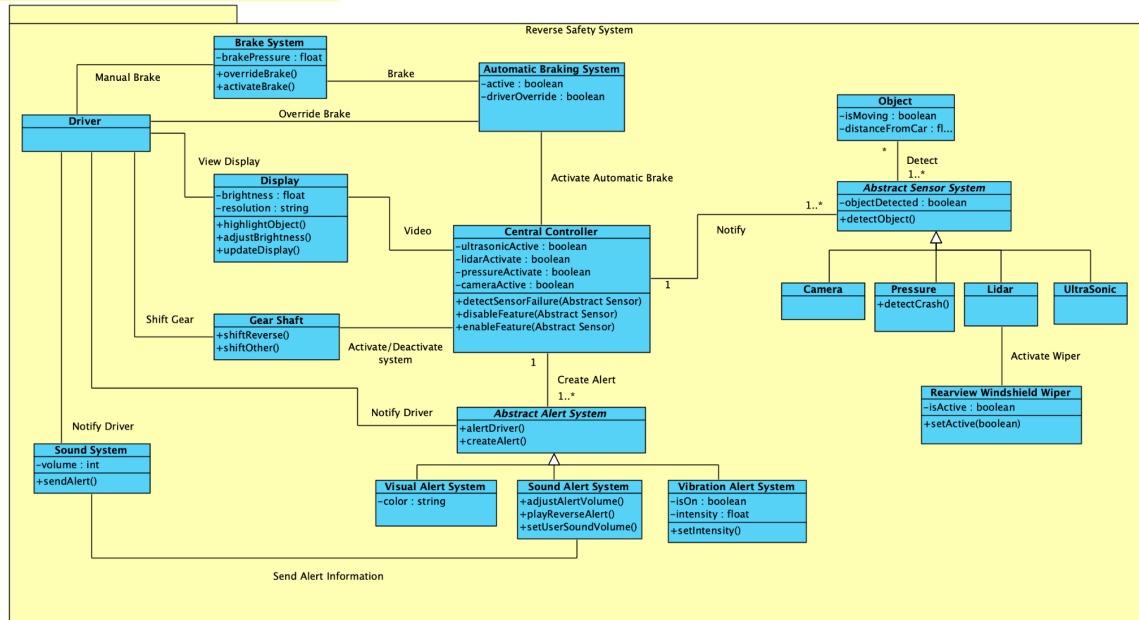 Reverse Safety System
Brake System
-brakePressure : float
+overrideBrake()
+activateBrake()
Manual Brake
Brake
Automatic Braking System
-active : boolean
-driverOverride : boolean
Object
-isMoving : boolean
-distanceFromCar : fl...
Driver
Override Brake
*
Detect
1..*
View Display
Display
-brightness : float
-resolution : string
+highlightObject()
+adjustBrightness()
+updateDisplay()
Activate Automatic Brake
Abstract Sensor System
-objectDetected : boolean
+detectObject()
1..*
Notify
1
Video
Central Controller
-ultrasonicActive : boolean
-lidarActivate : boolean
-pressureActivate : boolean
-cameraActive : boolean
+detectSensorFailure(Abstract Sensor)
+disableFeature(Abstract Sensor)
+enableFeature(Abstract Sensor)
Camera
Pressure
+detectCrash()
Lidar
UltraSonic
Shift Gear
Gear Shaft
+shiftReverse()
+shiftOther()
Activate/Deactivate
system
Activate Wiper
1
Create Alert
1..*
Rearview Windshield Wiper
-isActive : boolean
+setActive(boolean)
Notify Driver
Abstract Alert System
+alertDriver()
+createAlert()
Notify Driver
Sound System
-volume : int
+sendAlert()
Visual Alert System
-color : string
Sound Alert System
+adjustAlertVolume()
+playReverseAlert()
+setUserSoundVolume()
Vibration Alert System
-isOn : boolean
-intensity : float
+setIntensity()
Send Alert Information